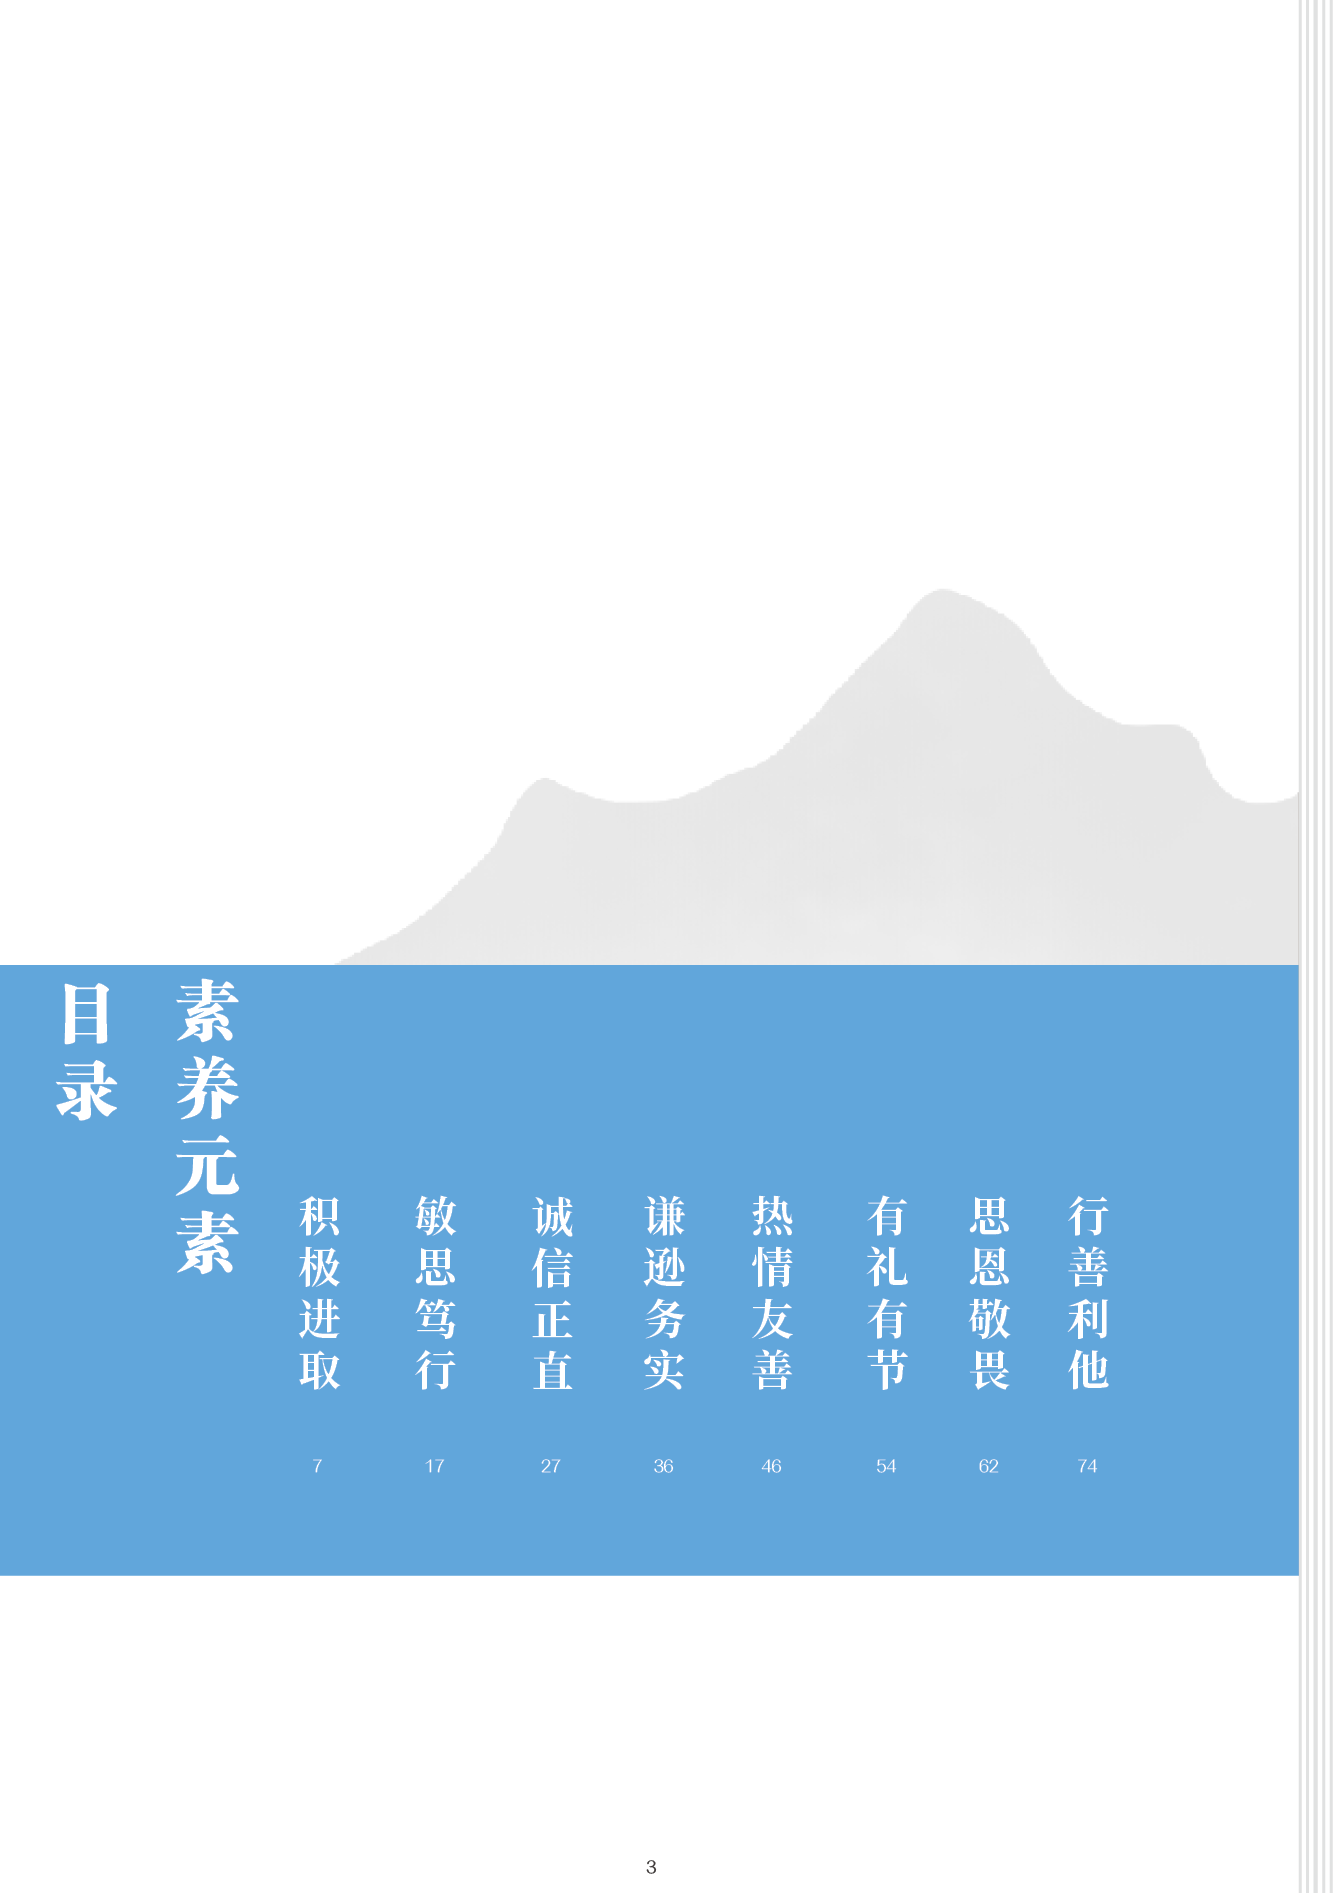 目录
素养元素
积极进取
7
敏思笃行
17
诚信正直
27
谦逊务实
36
热情友善
46
有礼有节
54
思恩敬畏
62
行善利他
74
3